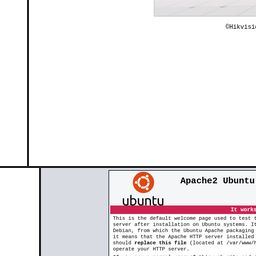 ©Hikvisi
Apache2 Ubuntu
ubuntu
It works
This is the default welcome page used to test t
server after installation on Ubuntu systems. It
Debian, from which the Ubuntu Apache packaging
it means that the Apache HTTP server installed
should replace this file (located at /var/www/h
operate your HTTP server.